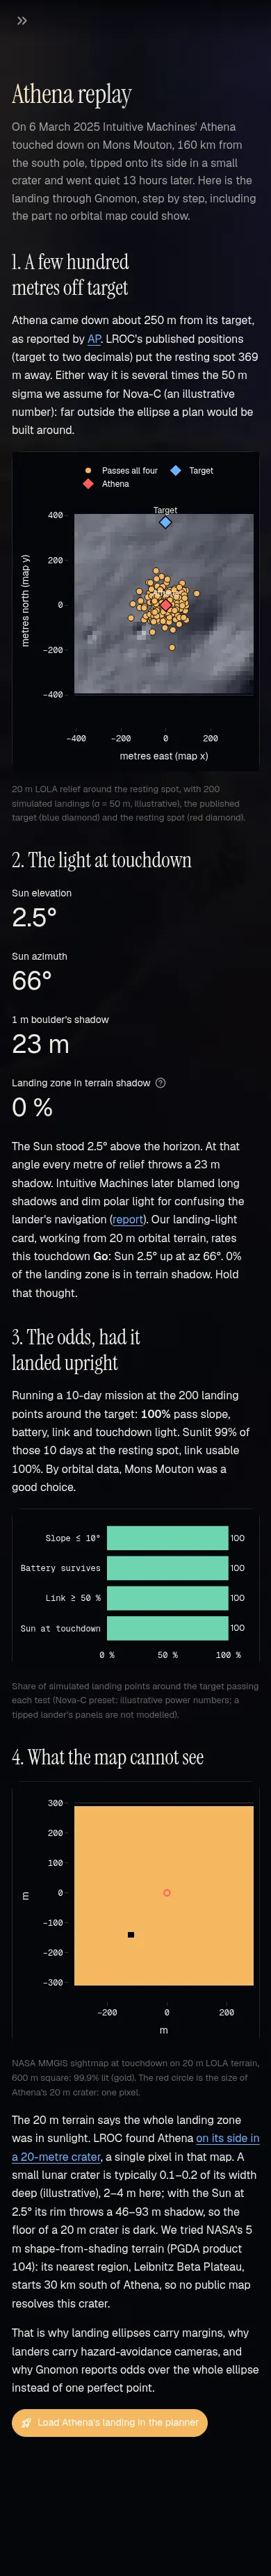 Athena replay
On 6 March 2025 Intuitive Machines' Athena
touched down on Mons Mouton, 160 km from
the south pole, tipped onto its side in a small
crater and went quiet 13 hours later. Here is the
landing through Gnomon, step by step, including
the part no orbital map could show.
1. A few hundred
metres off target
Athena came down about 250 m from its target,
as reported by AP. LROC's published positions
(target to two decimals) put the resting spot 369
m away. Either way it is several times the 50 m
sigma we assume for Nova-C (an illustrative
number): far outside the ellipse a plan would be
built around.
Passes all four
Target
Athena
Target
400
200
0
−200
−400
metres north (map y)
−400
−200
0
200
metres east (map x)
20 m LOLA relief around the resting spot, with 200
simulated landings (σ = 50 m, illustrative), the published
target (blue diamond) and the resting spot (red diamond).
2. The light at touchdown
Sun elevation
2.5°
Sun azimuth
66°
1 m boulder's shadow
23 m
Landing zone in terrain shadow
0 %
The Sun stood 2.5° above the horizon. At that
angle every metre of relief throws a 23 m
shadow. Intuitive Machines later blamed long
shadows and dim polar light for confusing the
lander's navigation (report). Our landing-light
card, working from 20 m orbital terrain, rates
this touchdown Go: Sun 2.5° up at az 66°. 0%
of the landing zone is in terrain shadow. Hold
that thought.
3. The odds, had it
landed upright
Running a 10-day mission at the 200 landing
points around the target: 100% pass slope,
battery, link and touchdown light. Sunlit 99% of
those 10 days at the resting spot, link usable
100%. By orbital data, Mons Mouton was a
good choice.
Slope ≤ 10° 100
Battery survives 100
Link ≥ 50 % 100
Sun at touchdown 100
0 % 50 % 100 %
Share of simulated landing points around the target passing
each test (Nova-C preset: illustrative power numbers; a
tipped lander's panels are not modelled).
4. What the map cannot see
300
200
100
0
−100
−200
−300
m
−200
0
200
m
NASA MMGIS sightmap at touchdown on 20 m LOLA terrain,
600 m square: 99.9% lit (gold). The red circle is the size of
Athena's 20 m crater: one pixel.
The 20 m terrain says the whole landing zone
was in sunlight. LROC found Athena on its side in
a 20-metre crater, a single pixel in that map. A
small lunar crater is typically 0.1–0.2 of its width
deep (illustrative), 2–4 m here; with the Sun at
2.5° its rim throws a 46–93 m shadow, so the
floor of a 20 m crater is dark. We tried NASA's 5
m shape-from-shading terrain (PGDA product
104): its nearest region, Leibnitz Beta Plateau,
starts 30 km south of Athena, so no public map
resolves this crater.
That is why landing ellipses carry margins, why
landers carry hazard-avoidance cameras, and
why Gnomon reports odds over the whole ellipse
instead of one perfect point.
Load Athena's landing in the planner